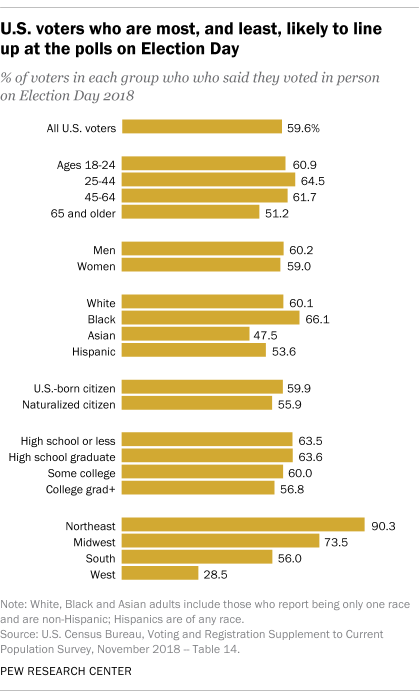 U.S. voters who are most, and least, likely to line
up at the polls on Election Day
% of voters in each group who who said they voted in person
on Election Day 2018
All U.S. voters 59.6%
Ages 18-24 60.9
25-44 64.5
45-64 61.7
65 and older 51.2
Men 60.2
Women 59.0
White 60.1
Black 66.1
Asian 47.5
Hispanic 53.6
U.S.-born citizen 59.9
Naturalized citizen 55.9
High school or less 63.5
High school graduate 63.6
Some college 60.0
College grad+ 56.8
Northeast 90.3
Midwest 73.5
South 56.0
West 28.5
Note: White, Black and Asian adults include those who report being only one race
and are non-Hispanic; Hispanics are of any race.
Source: U.S. Census Bureau, Voting and Registration Supplement to Current
Population Survey, November 2018 – Table 14.
PEW RESEARCH CENTER